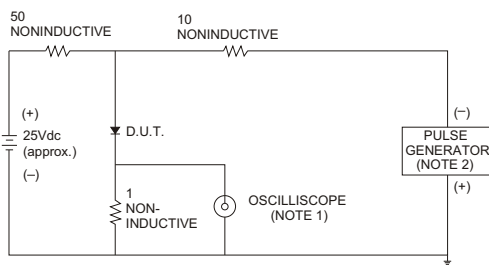 50
NONINDUCTIVE
10
NONINDUCTIVE
(+)
25Vdc
(approx.)
(–)
D.U.T.
1
NON-
INDUCTIVE
OSCILLISCOPE
(NOTE 1)
(–)
PULSE
GENERATOR
(NOTE 2)
(+)